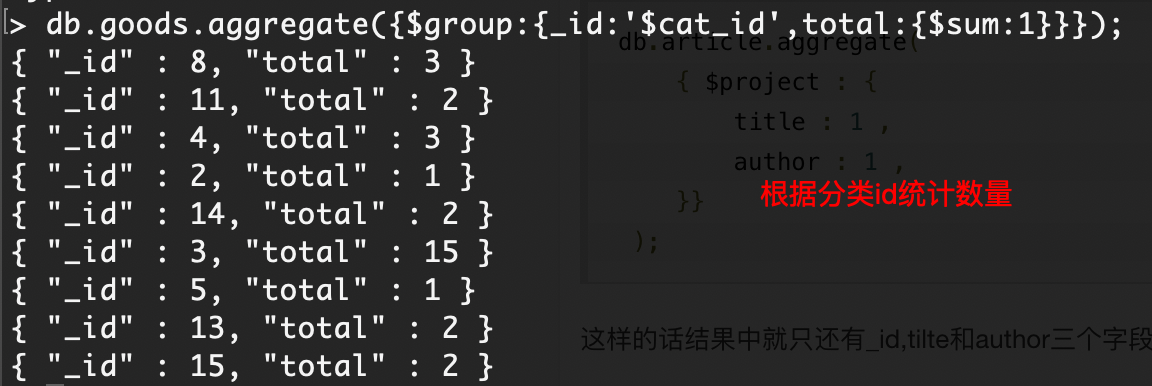 > db.goods.aggregate({$group:{_id:'$cat_id',total:{$sum:1}}});
{ "_id" : 8, "total" : 3 }
{ "_id" : 11, "total" : 2 }
{ "_id" : 4, "total" : 3 }
{ "_id" : 2, "total" : 1 }
{ "_id" : 14, "total" : 2 }
{ "_id" : 3, "total" : 15 }
{ "_id" : 5, "total" : 1 }
{ "_id" : 13, "total" : 2 }
{ "_id" : 15, "total" : 2 }
db.article.aggregate(
{ $project : {
title : 1 ,
author : 1 ,
}}
);
根据分类id统计数量
这样的话结果中就只还有_id,tilte和author三个字段